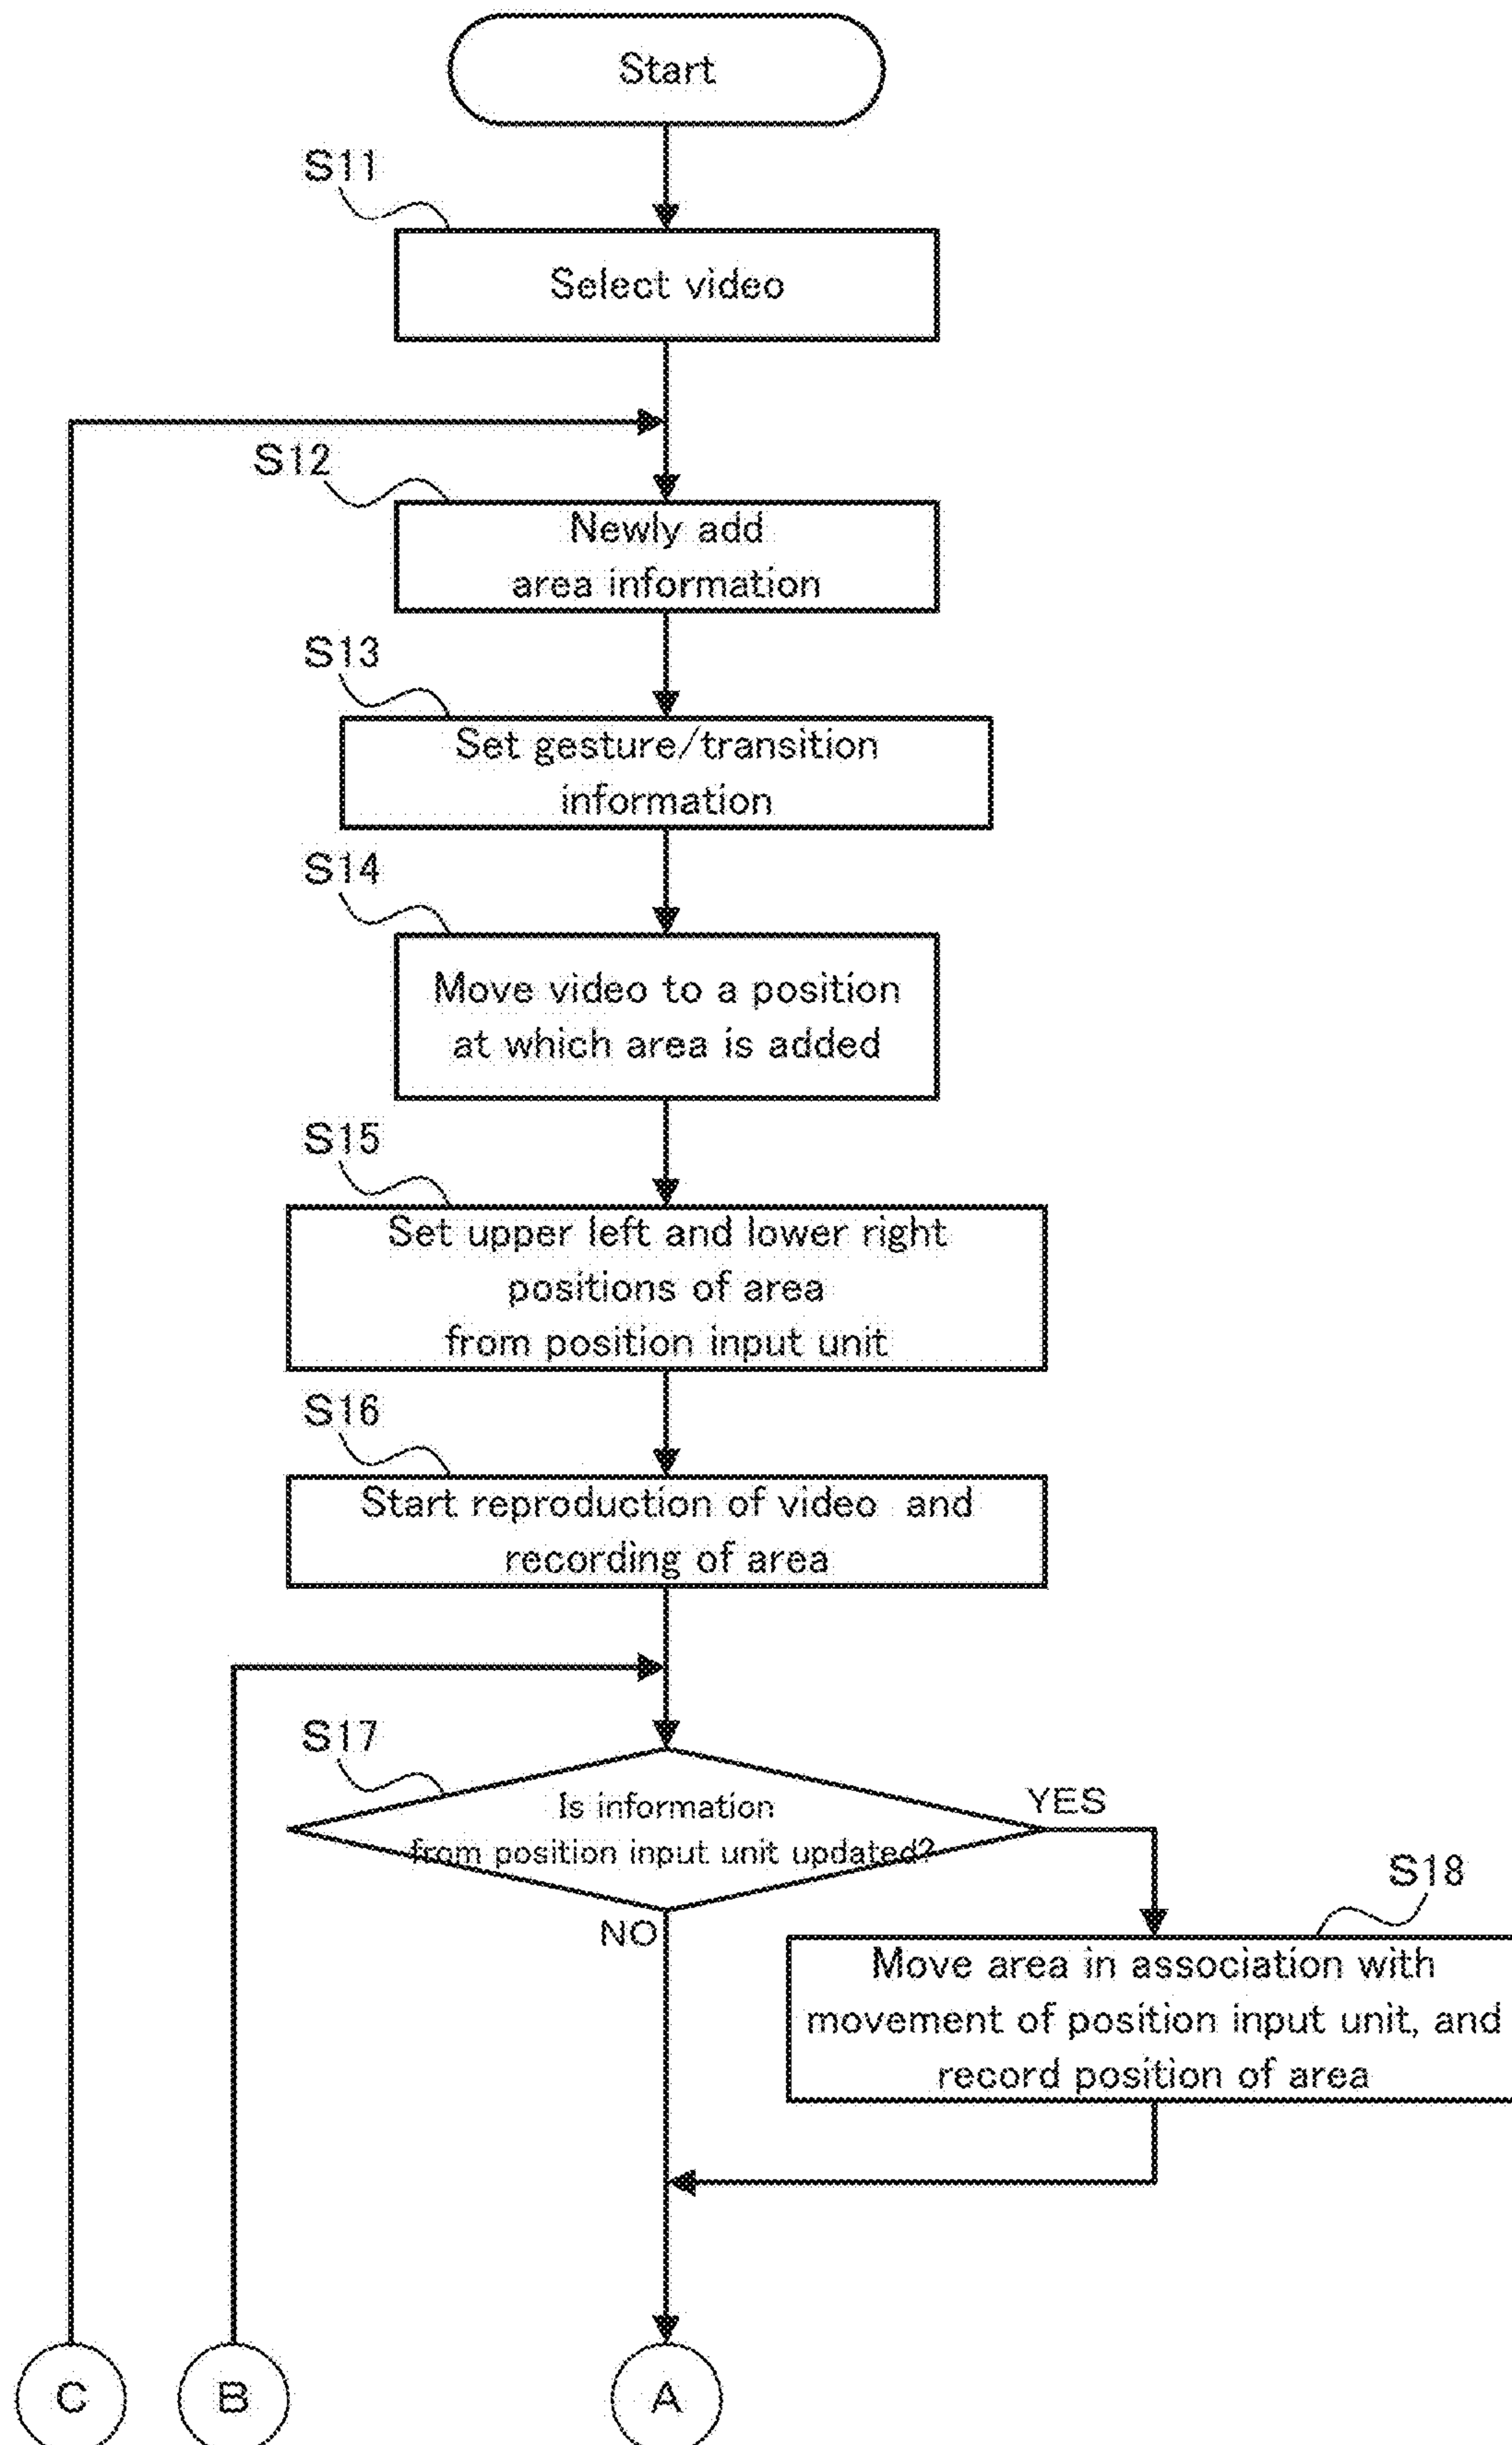 Start
S11
Select video
S12
Newly add
area information
S13
Set gesture/transition
information
S14
Move video to a position
at which area is added
S15
Set upper left and lower right
positions of area
from position input unit
S16
Start reproduction of video and
recording of area
S17
Is information
from position input unit updated?
YES
NO
S18
Move area in association with
movement of position input unit, and
record position of area
C
B
A